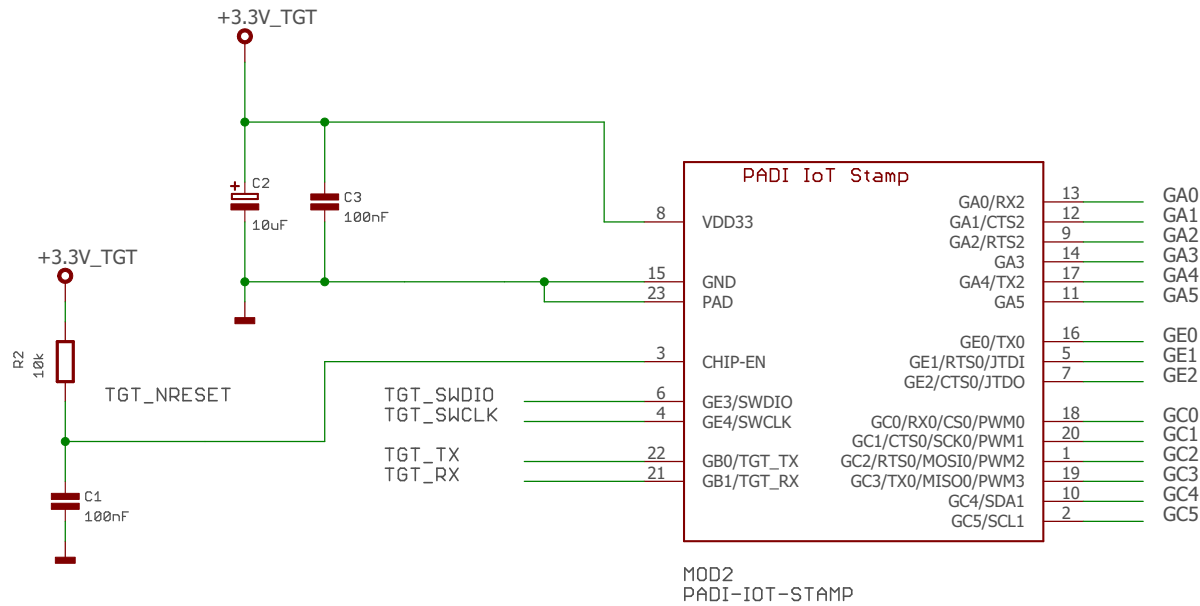 +3.3V_TGT
C2
10uF
C3
100nF
+3.3V_TGT
R2
10k
TGT_NRESET
C1
100nF
PADI IoT Stamp
8 VDD33
15 GND
23 PAD
3 CHIP-EN
TGT_SWDIO 6 GE3/SWDIO
TGT_SWCLK 4 GE4/SWCLK
TGT_TX 22 GB0/TGT_TX
TGT_RX 21 GB1/TGT_RX
GA0/RX2 13 GA0
GA1/CTS2 12 GA1
GA2/RTS2 9 GA2
GA3 14 GA3
GA4/TX2 17 GA4
GA5 11 GA5
GE0/TX0 16 GE0
GE1/RTS0/JTDI 5 GE1
GE2/CTS0/JTDO 7 GE2
GC0/RX0/CS0/PWM0 18 GC0
GC1/CTS0/SCK0/PWM1 20 GC1
GC2/RTS0/MOSI0/PWM2 1 GC2
GC3/TX0/MISO0/PWM3 19 GC3
GC4/SDA1 10 GC4
GC5/SCL1 2 GC5
MOD2
PADI-IOT-STAMP